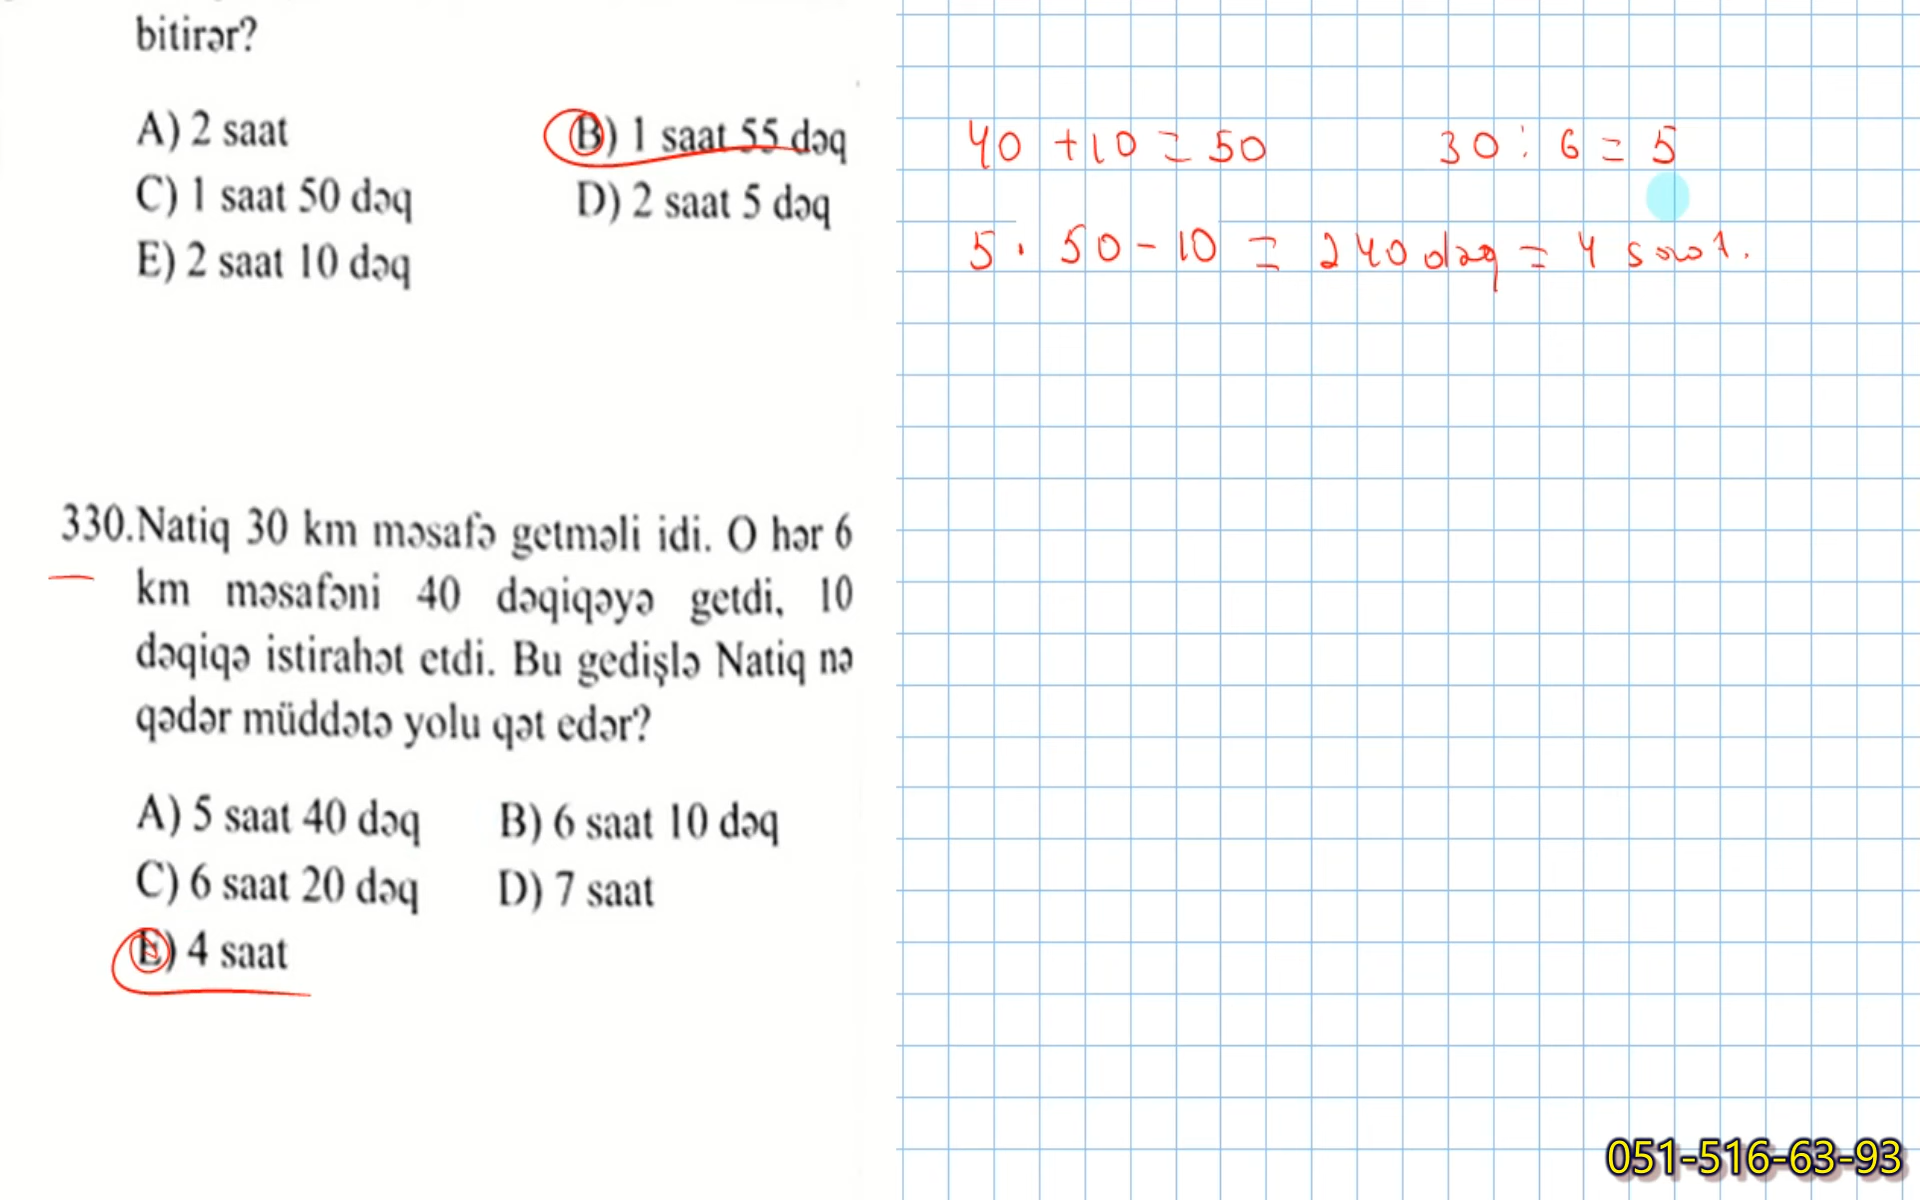 bitirər?
A) 2 saat B) 1 saat 55 dəq
C) 1 saat 50 dəq D) 2 saat 5 dəq
E) 2 saat 10 dəq
330.Natiq 30 km məsafə getməli idi. O hər 6
km məsafəni 40 dəqiqəyə getdi, 10
dəqiqə istirahət etdi. Bu gedişlə Natiq nə
qədər müddətə yolu qət edər?
A) 5 saat 40 dəq B) 6 saat 10 dəq
C) 6 saat 20 dəq D) 7 saat
E) 4 saat
40 + 10 = 50 30 : 6 = 5
5 · 50 - 10 = 240 dəq = 4 saat.
051-516-63-93